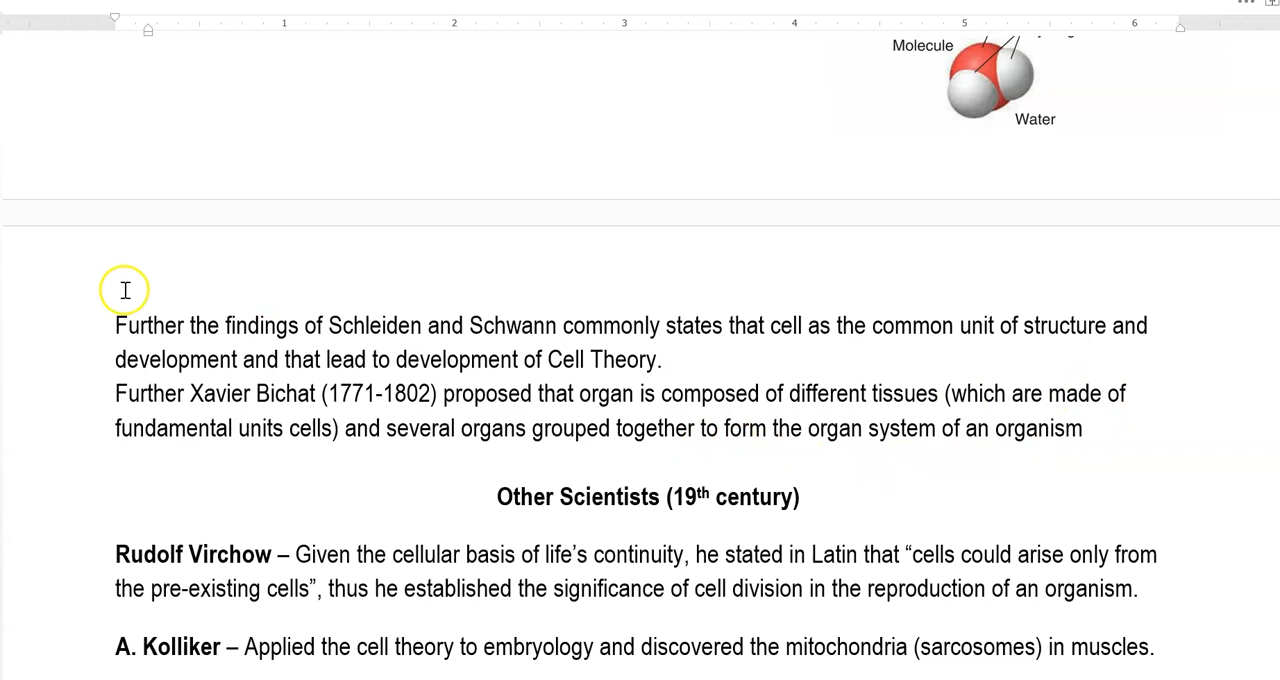 1 2 3 4 5 6
Molecule
Water
Further the findings of Schleiden and Schwann commonly states that cell as the common unit of structure and
development and that lead to development of Cell Theory.
Further Xavier Bichat (1771-1802) proposed that organ is composed of different tissues (which are made of
fundamental units cells) and several organs grouped together to form the organ system of an organism
Other Scientists (19th century)
Rudolf Virchow – Given the cellular basis of life’s continuity, he stated in Latin that “cells could arise only from
the pre-existing cells”, thus he established the significance of cell division in the reproduction of an organism.
A. Kolliker – Applied the cell theory to embryology and discovered the mitochondria (sarcosomes) in muscles.